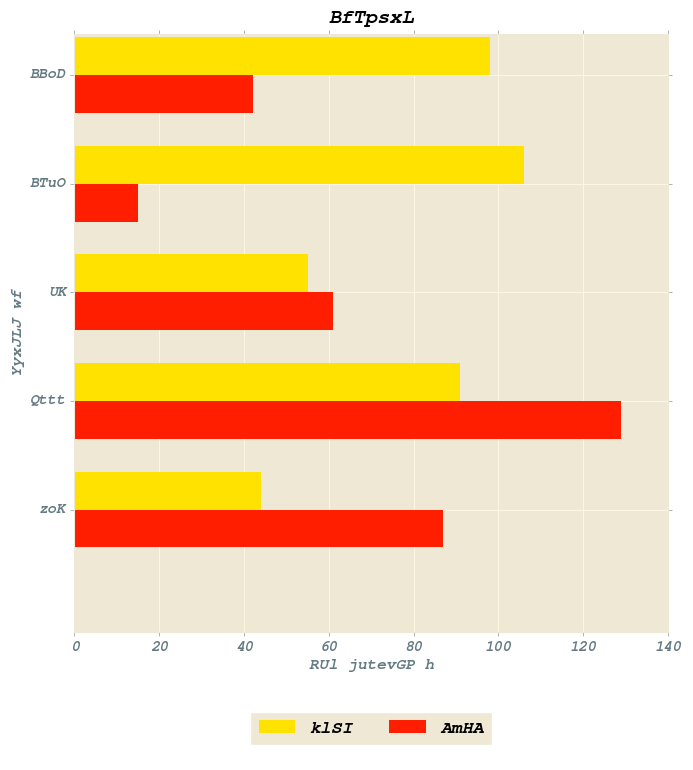 BfTpsxL
BBoD
BTuO
UK
Qttt
zoK
YyxJLJ wf
0 20 40 60 80 100 120 140
RUl jutevGP h
klSI AmHA